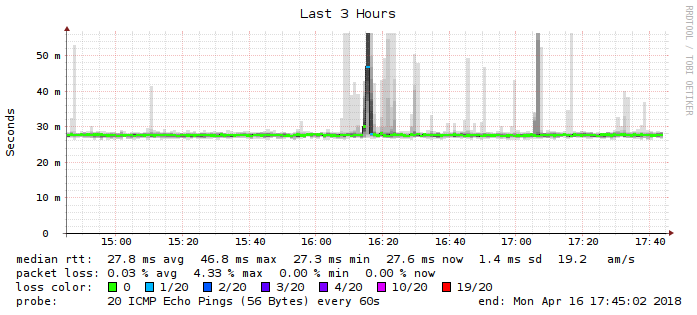 Last 3 Hours
RRDTOOL / TOBI OETIKER
Seconds
50 m
40 m
30 m
20 m
10 m
0
15:00 15:20 15:40 16:00 16:20 16:40 17:00 17:20 17:40
median rtt: 27.8 ms avg 46.8 ms max 27.3 ms min 27.6 ms now 1.4 ms sd 19.2 am/s
packet loss: 0.03 % avg 4.33 % max 0.00 % min 0.00 % now
loss color: 0 1/20 2/20 3/20 4/20 10/20 19/20
probe: 20 ICMP Echo Pings (56 Bytes) every 60s end: Mon Apr 16 17:45:02 2018